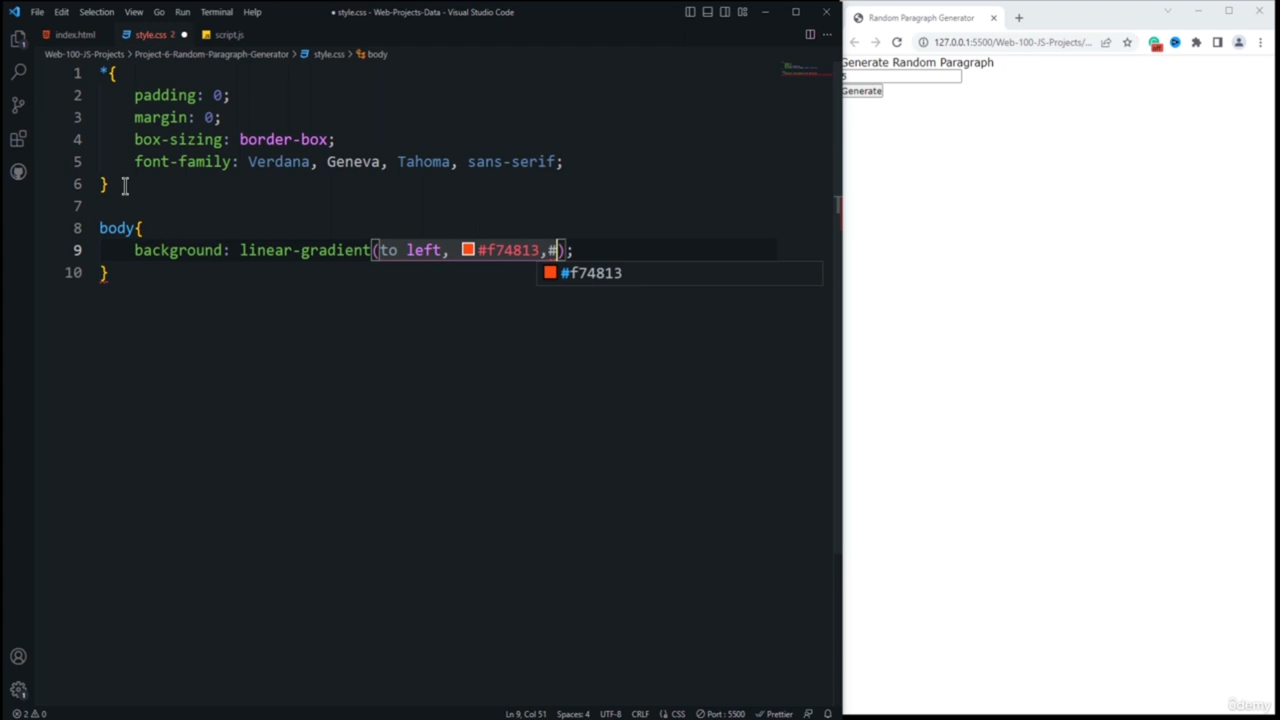 File Edit Selection View Go Run Terminal Help
● style.css - Web-Projects-Data - Visual Studio Code
index.html
style.css 2 ●
script.js
Web-100-JS-Projects > Project-6-Random-Paragraph-Generator > style.css > body
1 *{
2 padding: 0;
3 margin: 0;
4 box-sizing: border-box;
5 font-family: Verdana, Geneva, Tahoma, sans-serif;
6 }
7
8 body{
9 background: linear-gradient(to left, #f74813,#);
#f74813
10 }
2 0
Ln 9, Col 51 Spaces: 4 UTF-8 CRLF CSS Port : 5500 Prettier
Random Paragraph Generator
127.0.0.1:5500/Web-100-JS-Projects/...
Generate Random Paragraph
5
Generate
ûdemy